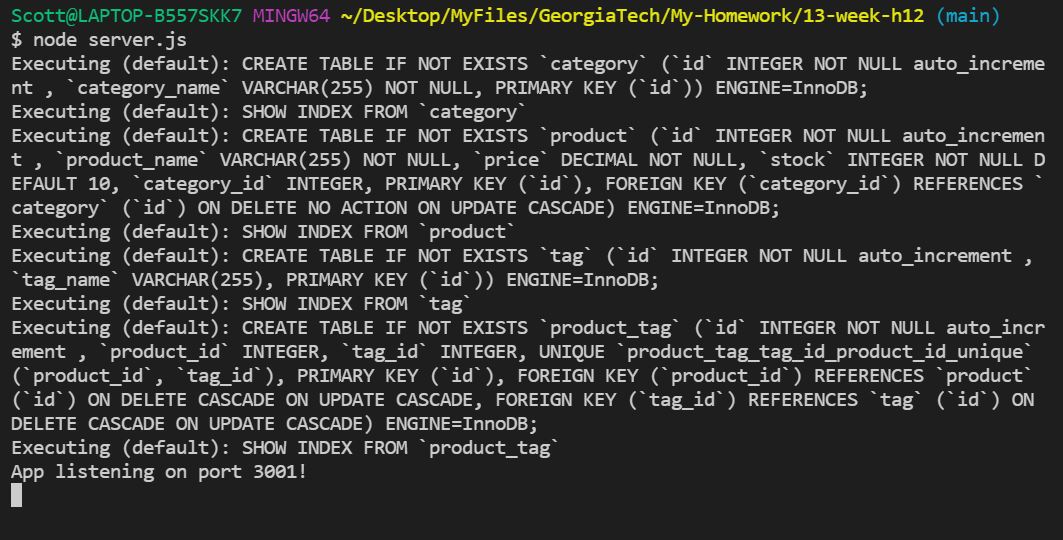 Scott@LAPTOP-B557SKK7 MINGW64 ~/Desktop/MyFiles/GeorgiaTech/My-Homework/13-week-h12 (main)
$ node server.js
Executing (default): CREATE TABLE IF NOT EXISTS `category` (`id` INTEGER NOT NULL auto_increme
nt , `category_name` VARCHAR(255) NOT NULL, PRIMARY KEY (`id`)) ENGINE=InnoDB;
Executing (default): SHOW INDEX FROM `category`
Executing (default): CREATE TABLE IF NOT EXISTS `product` (`id` INTEGER NOT NULL auto_incremen
t , `product_name` VARCHAR(255) NOT NULL, `price` DECIMAL NOT NULL, `stock` INTEGER NOT NULL D
EFAULT 10, `category_id` INTEGER, PRIMARY KEY (`id`), FOREIGN KEY (`category_id`) REFERENCES `
category` (`id`) ON DELETE NO ACTION ON UPDATE CASCADE) ENGINE=InnoDB;
Executing (default): SHOW INDEX FROM `product`
Executing (default): CREATE TABLE IF NOT EXISTS `tag` (`id` INTEGER NOT NULL auto_increment ,
`tag_name` VARCHAR(255), PRIMARY KEY (`id`)) ENGINE=InnoDB;
Executing (default): SHOW INDEX FROM `tag`
Executing (default): CREATE TABLE IF NOT EXISTS `product_tag` (`id` INTEGER NOT NULL auto_incr
ement , `product_id` INTEGER, `tag_id` INTEGER, UNIQUE `product_tag_tag_id_product_id_unique`
(`product_id`, `tag_id`), PRIMARY KEY (`id`), FOREIGN KEY (`product_id`) REFERENCES `product`
(`id`) ON DELETE CASCADE ON UPDATE CASCADE, FOREIGN KEY (`tag_id`) REFERENCES `tag` (`id`) ON
DELETE CASCADE ON UPDATE CASCADE) ENGINE=InnoDB;
Executing (default): SHOW INDEX FROM `product_tag`
App listening on port 3001!